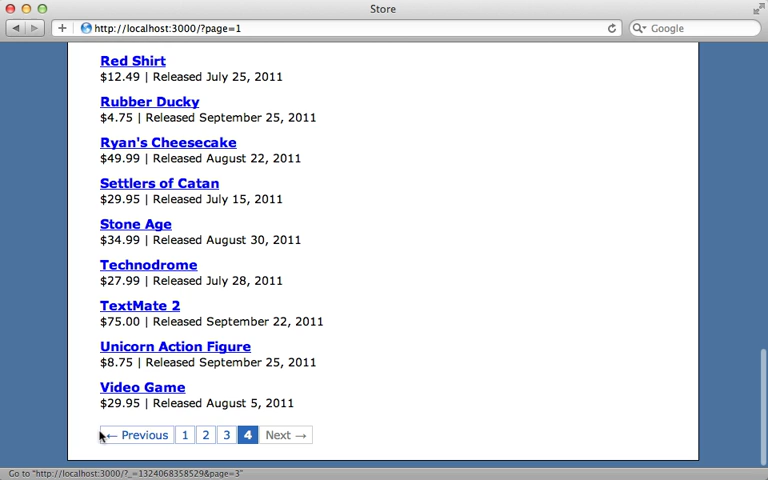 Store
http://localhost:3000/?page=1
Google
Red Shirt
$12.49 | Released July 25, 2011
Rubber Ducky
$4.75 | Released September 25, 2011
Ryan's Cheesecake
$49.99 | Released August 22, 2011
Settlers of Catan
$29.95 | Released July 15, 2011
Stone Age
$34.99 | Released August 30, 2011
Technodrome
$27.99 | Released July 28, 2011
TextMate 2
$75.00 | Released September 22, 2011
Unicorn Action Figure
$8.75 | Released September 25, 2011
Video Game
$29.95 | Released August 5, 2011
← Previous 1 2 3 4 Next →
Go to "http://localhost:3000/?_=1324068358529&page=3"